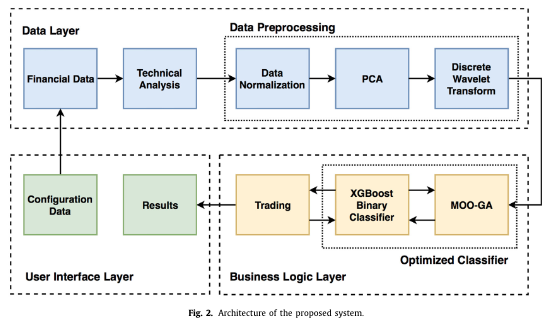 Data Layer
Data Preprocessing
Financial Data
Technical
Analysis
Data
Normalization
PCA
Discrete
Wavelet
Transform
Configuration
Data
Results
Trading
XGBoost
Binary
Classifier
MOO-GA
Optimized Classifier
User Interface Layer
Business Logic Layer
Fig. 2. Architecture of the proposed system.